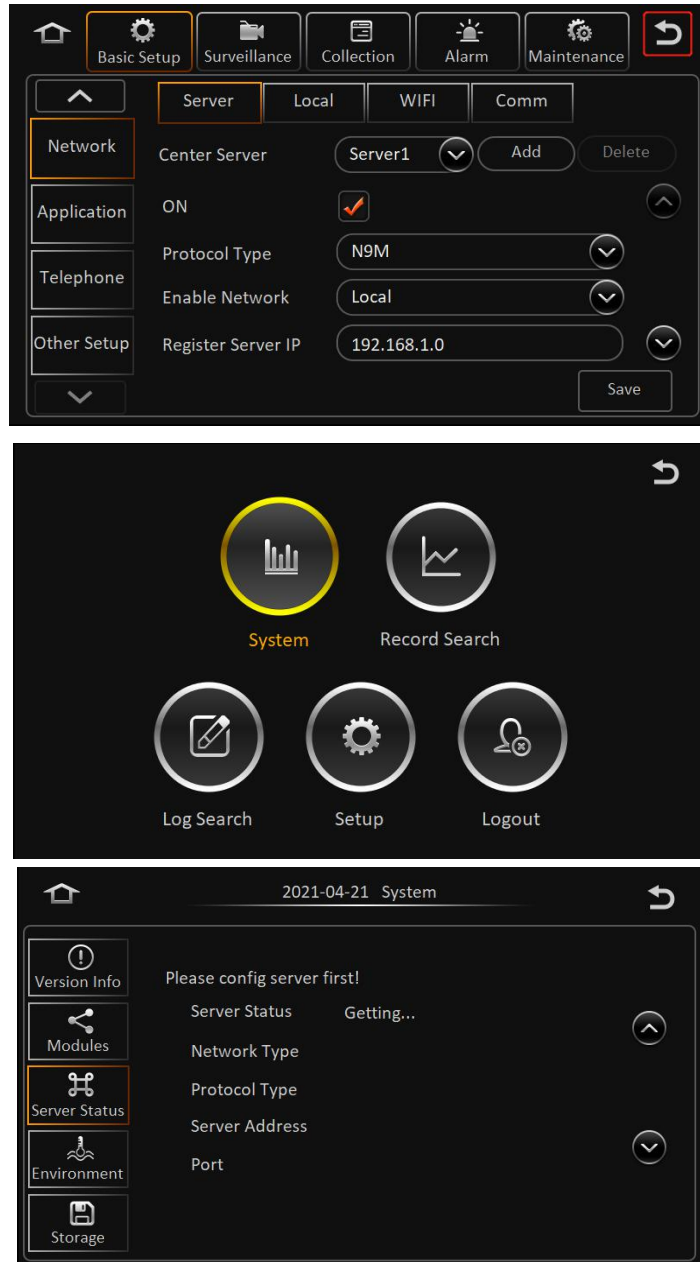 Basic Setup Surveillance Collection Alarm Maintenance
Server Local WIFI Comm
Network
Center Server Server1 Add Delete
Application
ON
Protocol Type N9M
Telephone
Enable Network Local
Other Setup
Register Server IP 192.168.1.0
Save
System Record Search
Log Search Setup Logout
2021-04-21 System
Version Info
Please config server first!
Server Status Getting...
Modules
Network Type
Protocol Type
Server Status
Server Address
Environment
Port
Storage